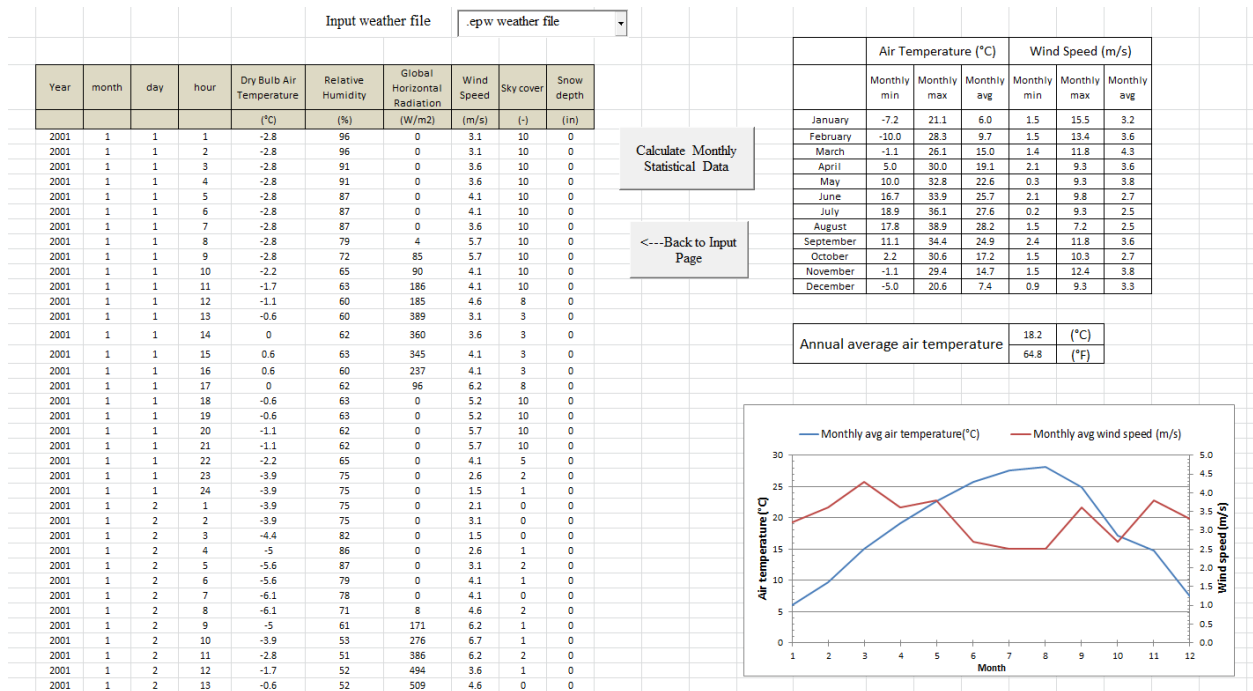 Input weather file .epw weather file
Year month day hour Dry Bulb Air Temperature Relative Humidity Global Horizontal Radiation Wind Speed Sky cover Snow depth
(°C) (%) (W/m2) (m/s) (-) (in)
2001 1 1 1 -2.8 96 0 3.1 10 0
2001 1 1 2 -2.8 96 0 3.1 10 0
2001 1 1 3 -2.8 91 0 3.6 10 0
2001 1 1 4 -2.8 91 0 3.6 10 0
2001 1 1 5 -2.8 87 0 4.1 10 0
2001 1 1 6 -2.8 87 0 4.1 10 0
2001 1 1 7 -2.8 87 0 3.6 10 0
2001 1 1 8 -2.8 79 4 5.7 10 0
2001 1 1 9 -2.8 72 85 5.7 10 0
2001 1 1 10 -2.2 65 90 4.1 10 0
2001 1 1 11 -1.7 63 186 4.1 10 0
2001 1 1 12 -1.1 60 185 4.6 8 0
2001 1 1 13 -0.6 60 389 3.1 3 0
2001 1 1 14 0 62 360 3.6 3 0
2001 1 1 15 0.6 63 345 4.1 3 0
2001 1 1 16 0.6 60 237 4.1 3 0
2001 1 1 17 0 62 96 6.2 8 0
2001 1 1 18 -0.6 63 0 5.2 10 0
2001 1 1 19 -0.6 63 0 5.2 10 0
2001 1 1 20 -1.1 62 0 5.7 10 0
2001 1 1 21 -1.1 62 0 5.7 10 0
2001 1 1 22 -2.2 65 0 4.1 5 0
2001 1 1 23 -3.9 75 0 2.6 2 0
2001 1 1 24 -3.9 75 0 1.5 1 0
2001 1 2 1 -3.9 75 0 2.1 0 0
2001 1 2 2 -3.9 75 0 3.1 0 0
2001 1 2 3 -4.4 82 0 1.5 0 0
2001 1 2 4 -5 86 0 2.6 1 0
2001 1 2 5 -5.6 87 0 3.1 2 0
2001 1 2 6 -5.6 79 0 4.1 1 0
2001 1 2 7 -6.1 78 0 4.1 0 0
2001 1 2 8 -6.1 71 8 4.6 2 0
2001 1 2 9 -5 61 171 6.2 1 0
2001 1 2 10 -3.9 53 276 6.7 1 0
2001 1 2 11 -2.8 51 386 6.2 2 0
2001 1 2 12 -1.7 52 494 3.6 1 0
2001 1 2 13 -0.6 52 509 4.6 0 0
Calculate Monthly
Statistical Data
<---Back to Input
Page
Air Temperature (°C) Wind Speed (m/s)
Monthly min Monthly max Monthly avg Monthly min Monthly max Monthly avg
January -7.2 21.1 6.0 1.5 15.5 3.2
February -10.0 28.3 9.7 1.5 13.4 3.6
March -1.1 26.1 15.0 1.4 11.8 4.3
April 5.0 30.0 19.1 2.1 9.3 3.6
May 10.0 32.8 22.6 0.3 9.3 3.8
June 16.7 33.9 25.7 2.1 9.8 2.7
July 18.9 36.1 27.6 0.2 9.3 2.5
August 17.8 38.9 28.2 1.5 7.2 2.5
September 11.1 34.4 24.9 2.4 11.8 3.6
October 2.2 30.6 17.2 1.5 10.3 2.7
November -1.1 29.4 14.7 1.5 12.4 3.8
December -5.0 20.6 7.4 0.9 9.3 3.3
Annual average air temperature 18.2 (°C)
64.8 (°F)
Monthly avg air temperature(°C) Monthly avg wind speed (m/s)
Air temperature(°C)
30
25
20
15
10
5
0
5.0
4.5
4.0
3.5
3.0
2.5
2.0
1.5
1.0
0.5
0.0
Wind speed (m/s)
1 2 3 4 5 6 7 8 9 10 11 12
Month